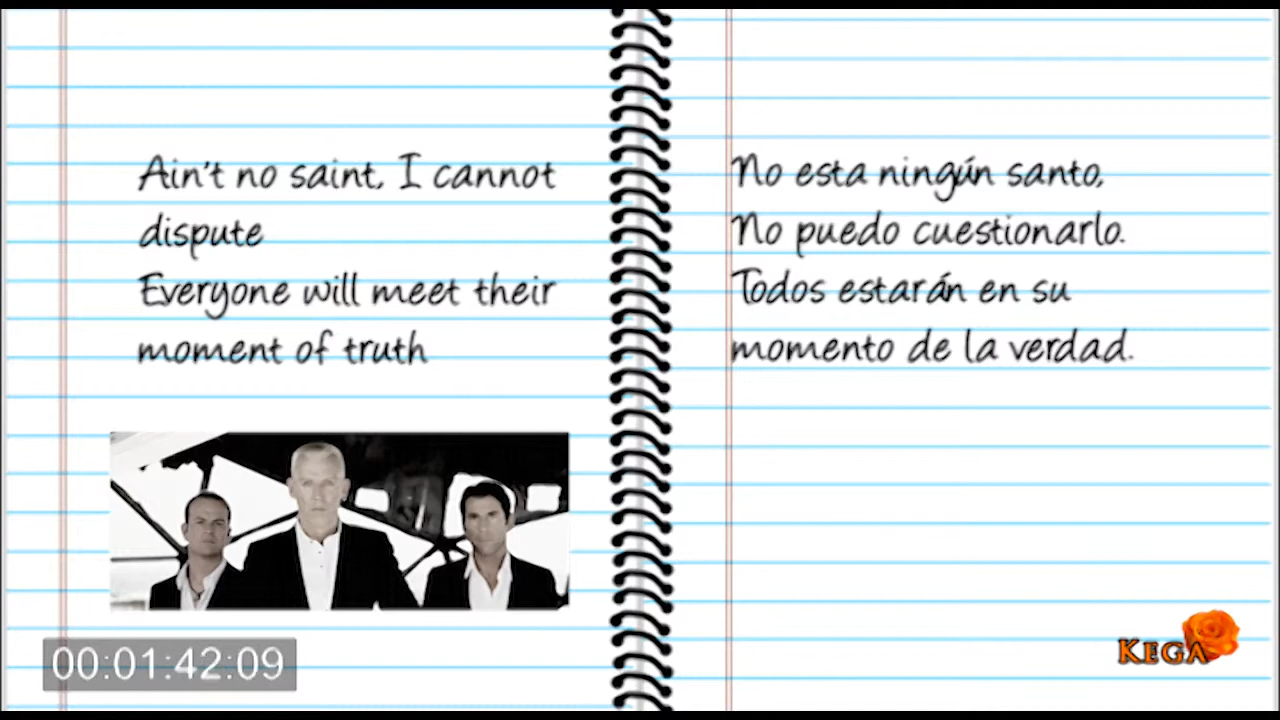 Ain't no saint, I cannot
dispute
Everyone will meet their
moment of truth
No esta ningún santo,
No puedo cuestionarlo.
Todos estarán en su
momento de la verdad.
00:01:42:09
KEGA